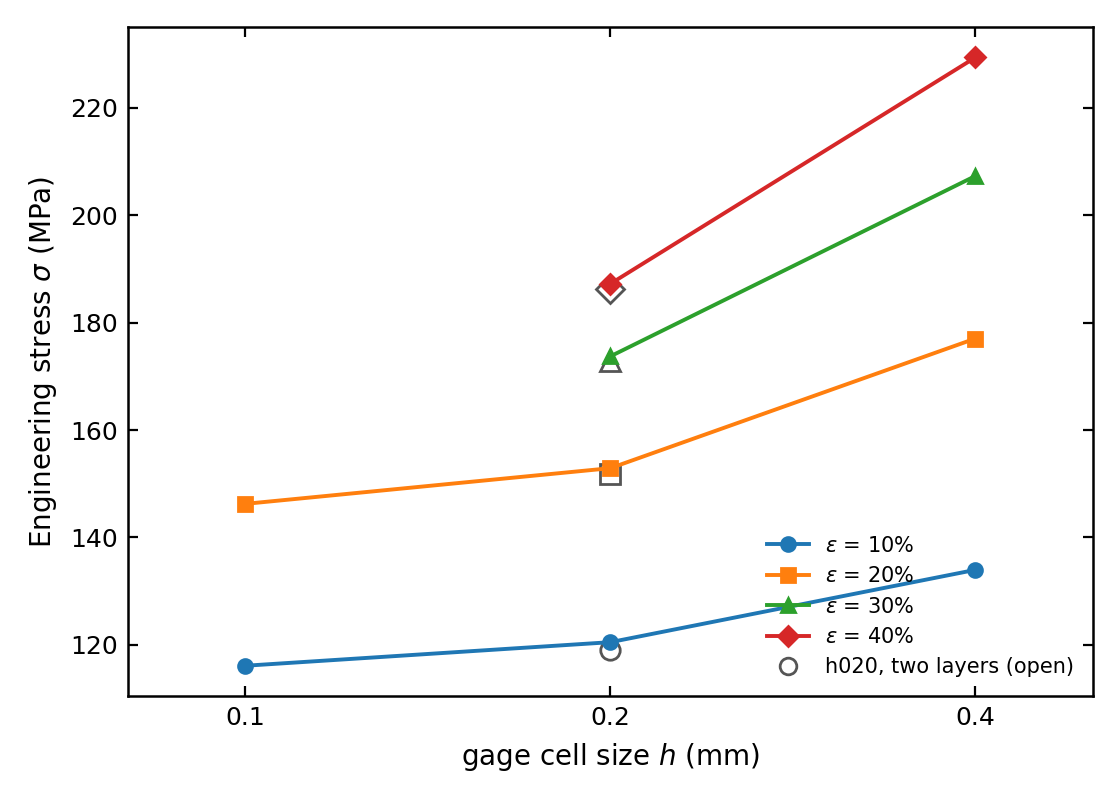 220
200
180
160
140
120
Engineering stress σ (MPa)
ε = 10%
ε = 20%
ε = 30%
ε = 40%
h020, two layers (open)
0.1
0.2
0.4
gage cell size h (mm)